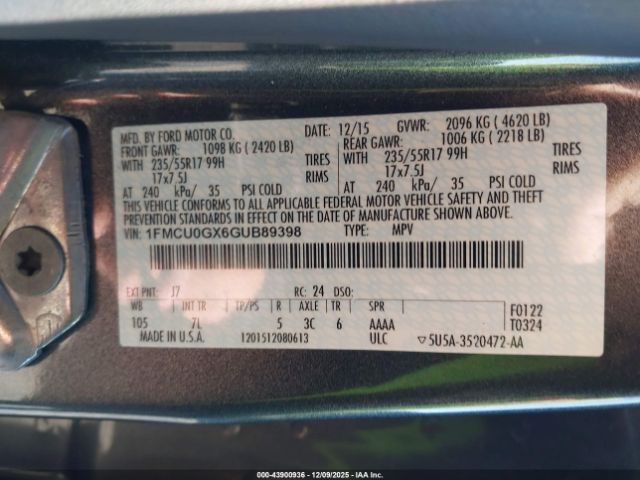 MFD. BY FORD MOTOR CO.
DATE: 12/15 GVWR: 2096 KG ( 4620 LB)
FRONT GAWR: 1098 KG ( 2420 LB) REAR GAWR: 1006 KG ( 2218 LB)
WITH 235/55R17 99H TIRES WITH 235/55R17 99H TIRES
17x7.5J RIMS 17x7.5J RIMS
AT 240 kPa/ 35 PSI COLD AT 240 kPa/ 35 PSI COLD
THIS VEHICLE CONFORMS TO ALL APPLICABLE FEDERAL MOTOR VEHICLE SAFETY AND THEFT
PREVENTION STANDARDS IN EFFECT ON THE DATE OF MANUFACTURE SHOWN ABOVE.
VIN: 1FMCU0GX6GUB89398 TYPE: MPV
EXT PNT: J7 RC: 24 DSO:
WB INT TR TP/PS R AXLE TR SPR F0122
105 7L 5 3C 6 AAAA T0324
MADE IN U.S.A. 1201512080613 ULC ▽5U5A-3520472-AA
000-43900936 - 12/09/2025 - IAA Inc.